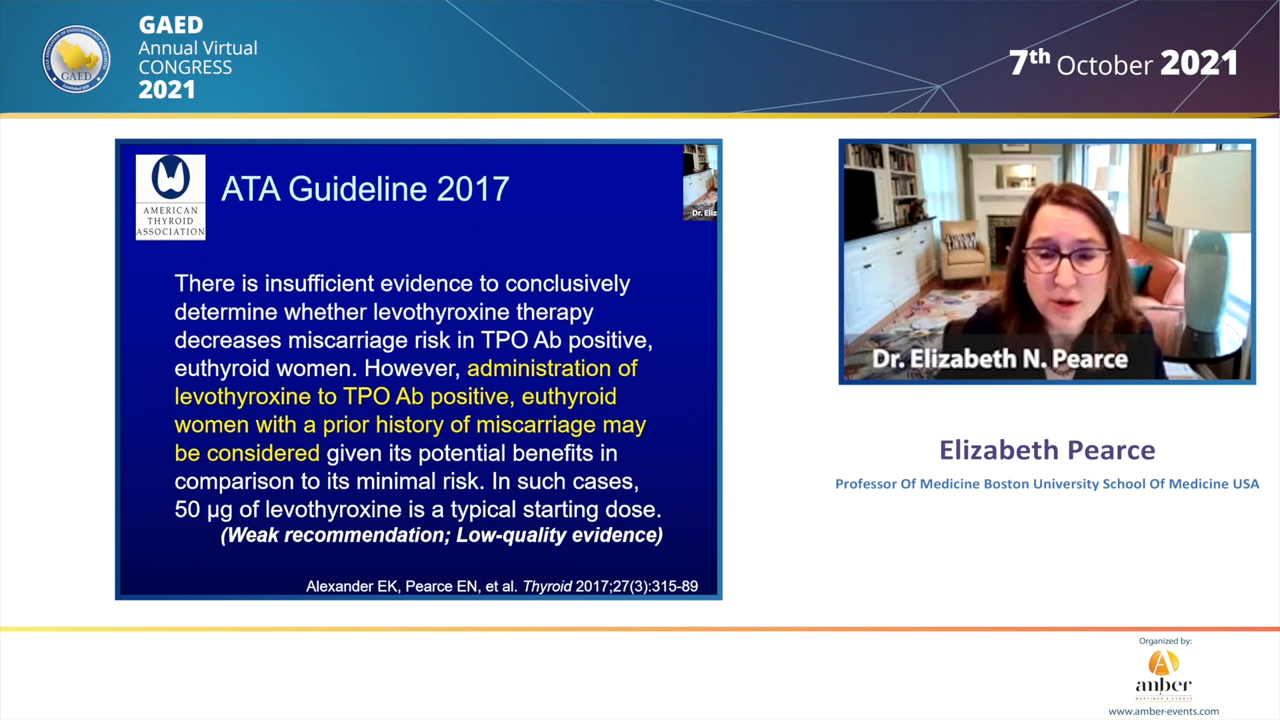 GAED
Annual Virtual
CONGRESS
2021
7th October 2021
GAED
AMERICAN
THYROID
ASSOCIATION
ATA Guideline 2017
Dr. Eliz
There is insufficient evidence to conclusively
determine whether levothyroxine therapy
decreases miscarriage risk in TPO Ab positive,
euthyroid women. However, administration of
levothyroxine to TPO Ab positive, euthyroid
women with a prior history of miscarriage may
be considered given its potential benefits in
comparison to its minimal risk. In such cases,
50 µg of levothyroxine is a typical starting dose.
(Weak recommendation; Low-quality evidence)
Alexander EK, Pearce EN, et al. Thyroid 2017;27(3):315-89
Dr. Elizabeth N. Pearce
Elizabeth Pearce
Professor Of Medicine Boston University School Of Medicine USA
Organized by:
anber
www.amber-events.com